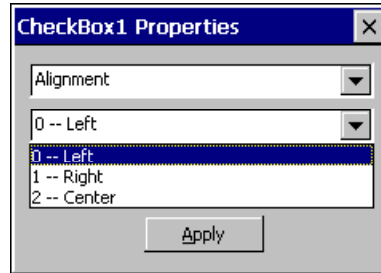 CheckBox1 Properties
Alignment
0 -- Left
0 -- Left
1 -- Right
2 -- Center
Apply